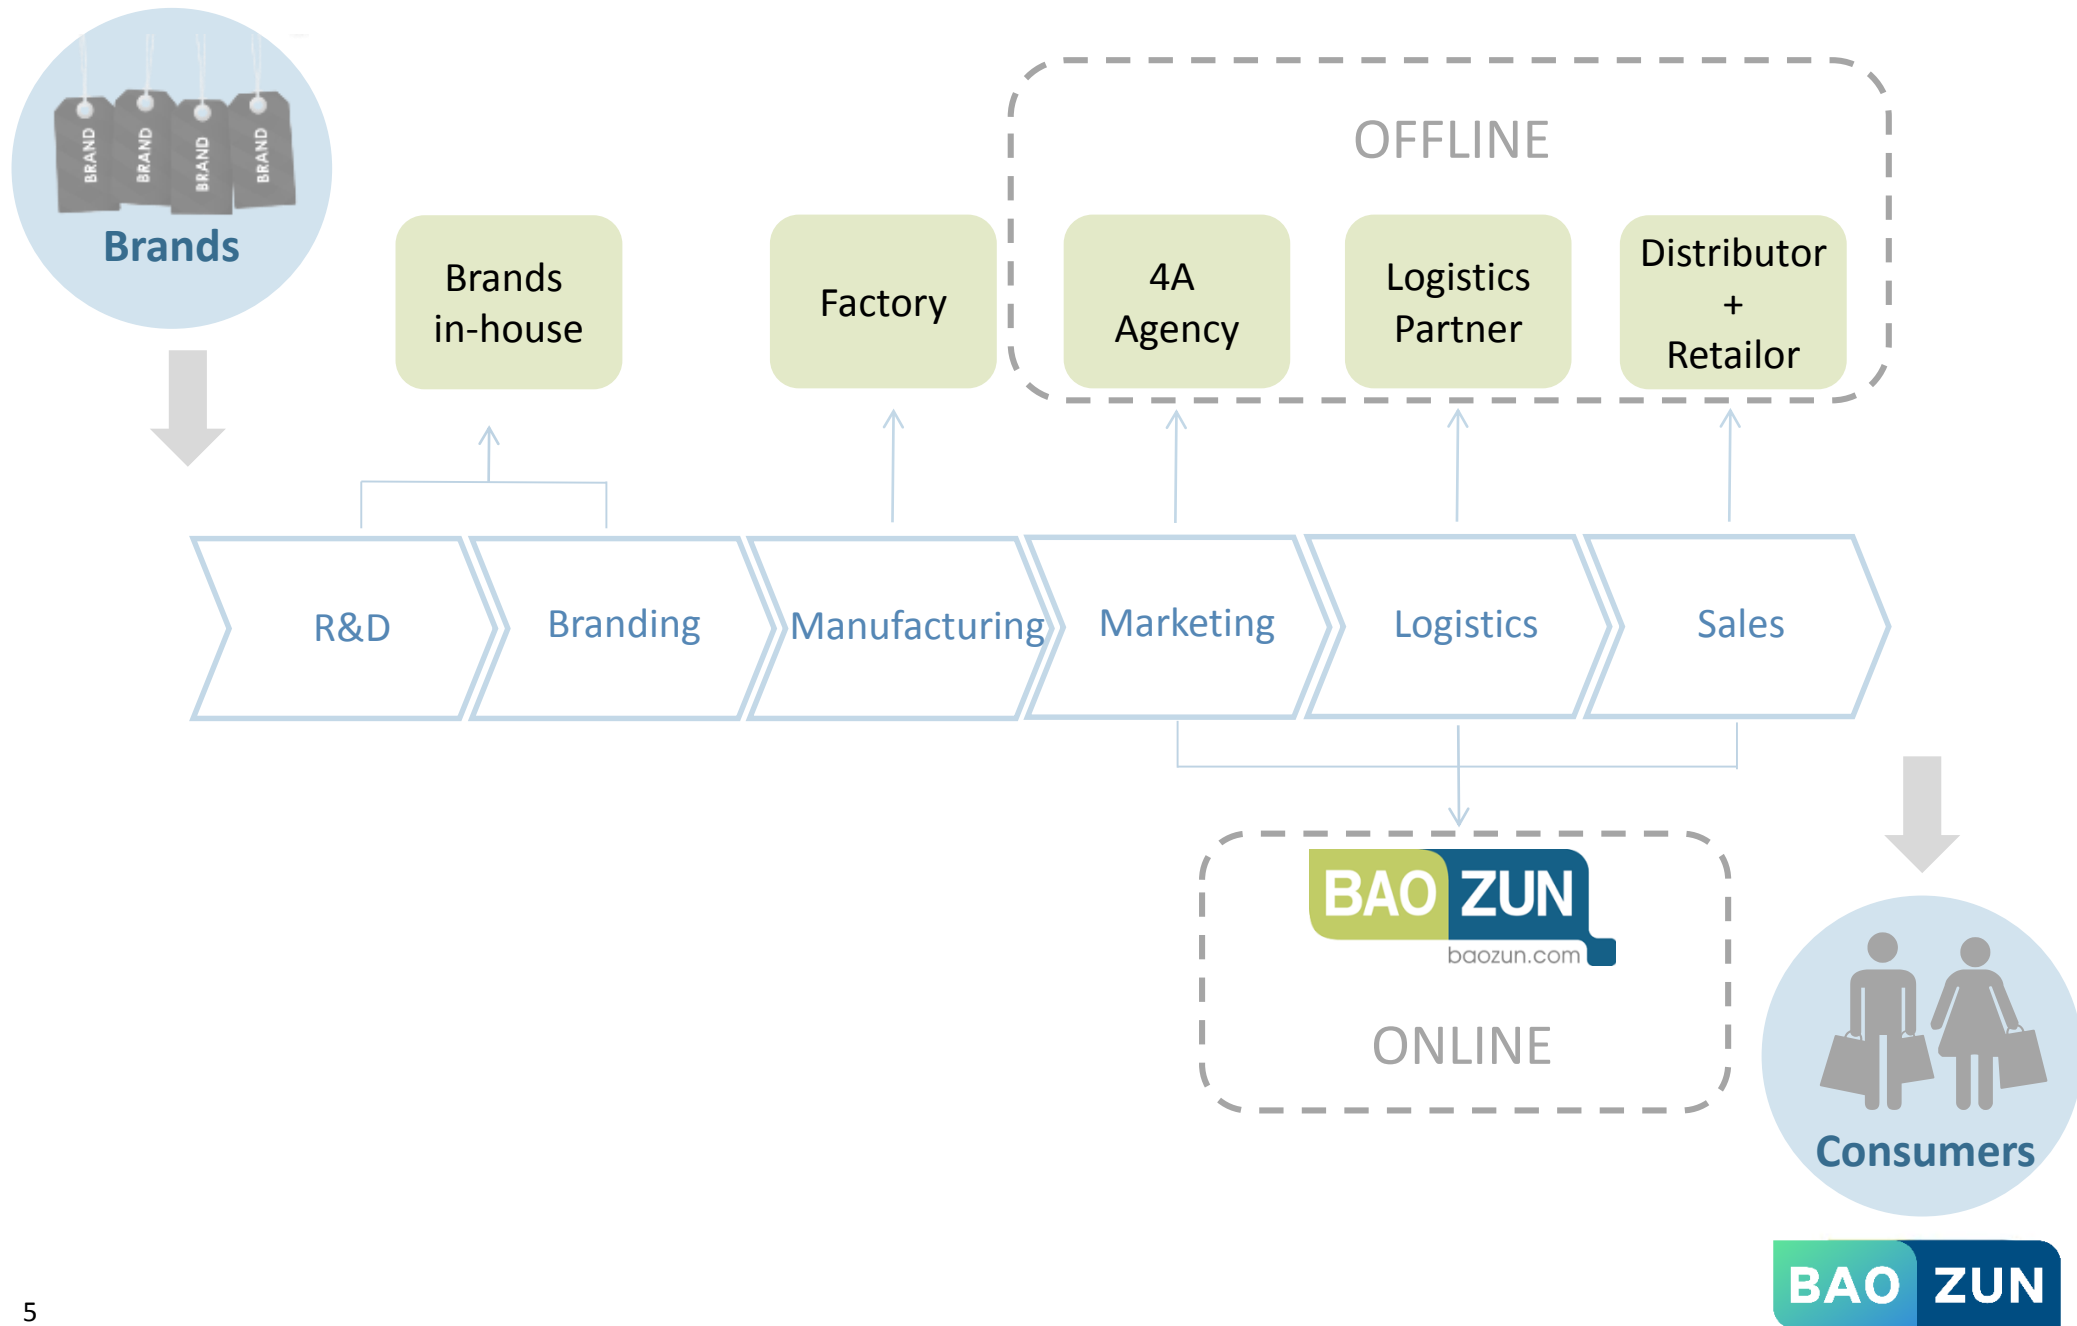 BRAND
BRAND
BRAND
BRAND
Brands
OFFLINE
Brands
in-house
Factory
4A
Agency
Logistics
Partner
Distributor
+
Retailor
R&D
Branding
Manufacturing
Marketing
Logistics
Sales
BAO ZUN
baozun.com
ONLINE
Consumers
BAO ZUN
5